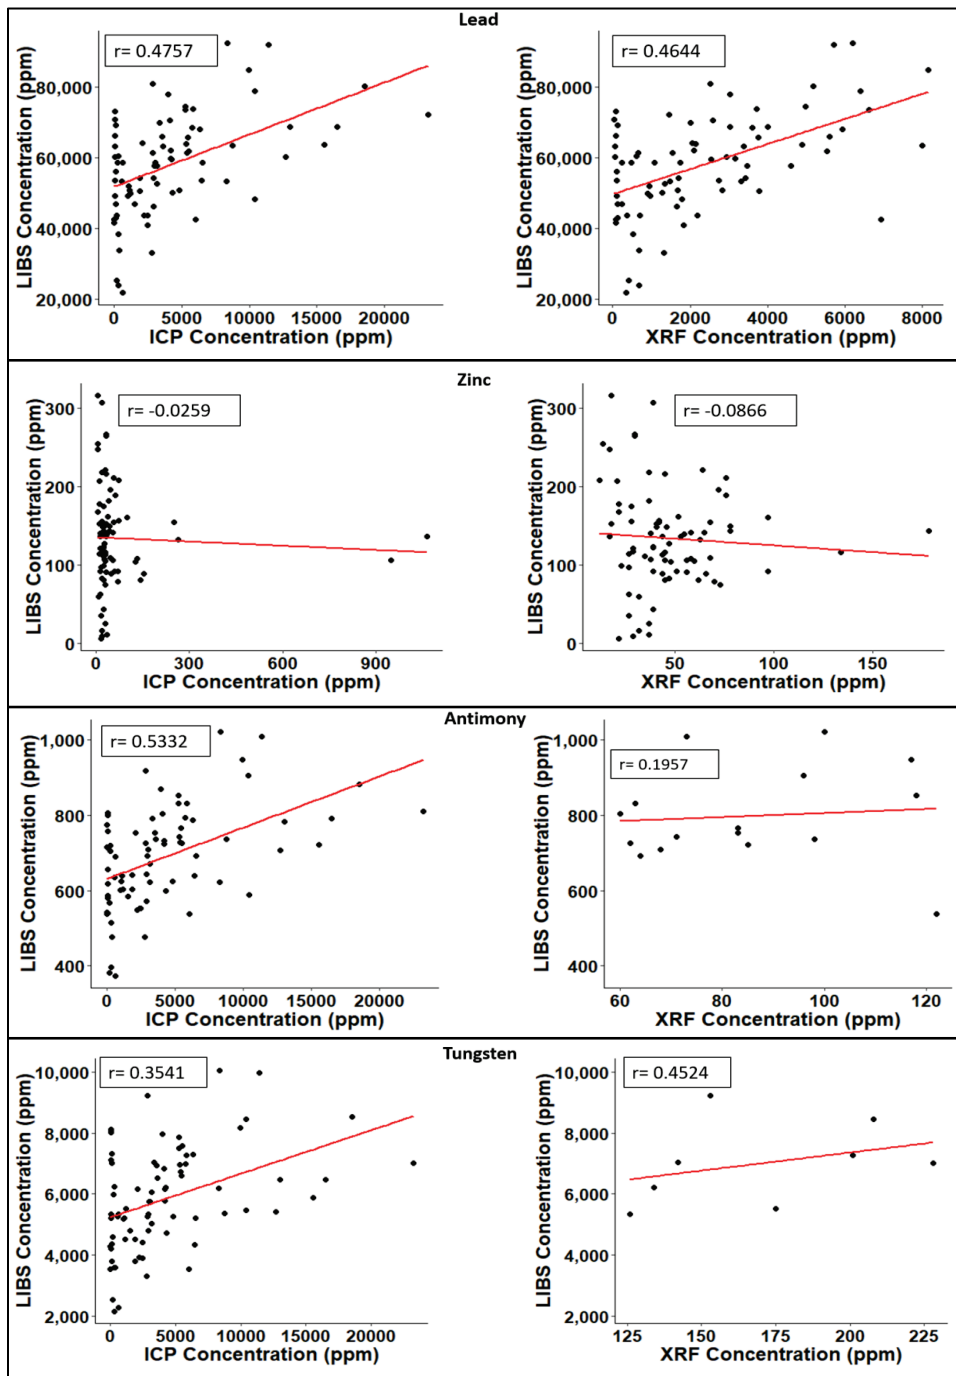 Lead
r= 0.4757
r= 0.4644
LIBS Concentration (ppm)
80,000
60,000
40,000
20,000
0 5000 10000 15000 20000
ICP Concentration (ppm)
LIBS Concentration (ppm)
80,000
60,000
40,000
20,000
0 2000 4000 6000 8000
XRF Concentration (ppm)
Zinc
r= -0.0259
r= -0.0866
LIBS Concentration (ppm)
300
200
100
0
0 300 600 900
ICP Concentration (ppm)
LIBS Concentration (ppm)
300
200
100
0
50 100 150
XRF Concentration (ppm)
Antimony
r= 0.5332
r= 0.1957
LIBS Concentration (ppm)
1,000
800
600
400
0 5000 10000 15000 20000
ICP Concentration (ppm)
LIBS Concentration (ppm)
1,000
800
600
400
60 80 100 120
XRF Concentration (ppm)
Tungsten
r= 0.3541
r= 0.4524
LIBS Concentration (ppm)
10,000
8,000
6,000
4,000
2,000
0 5000 10000 15000 20000
ICP Concentration (ppm)
LIBS Concentration (ppm)
10,000
8,000
6,000
4,000
2,000
125 150 175 200 225
XRF Concentration (ppm)